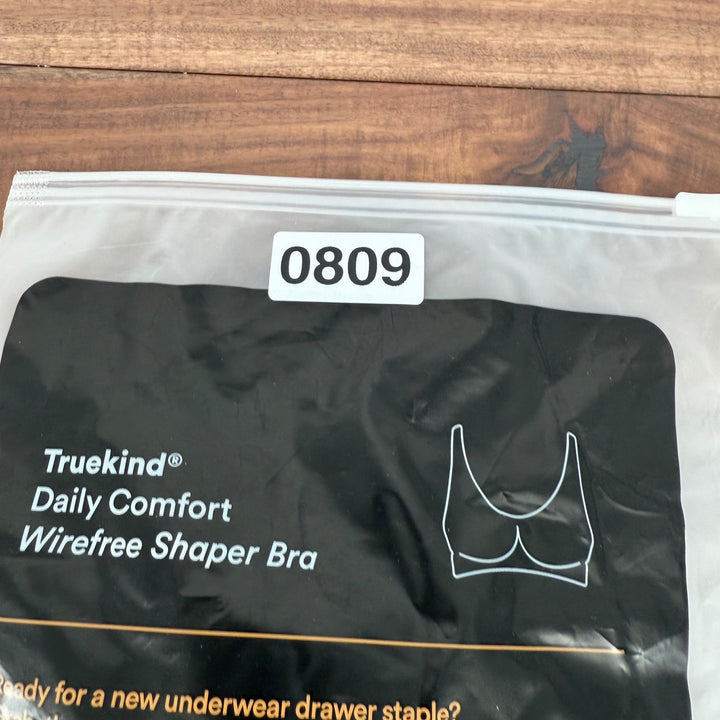 0809
Truekind®
Daily Comfort
Wirefree Shaper Bra
Ready for a new underwear drawer staple?